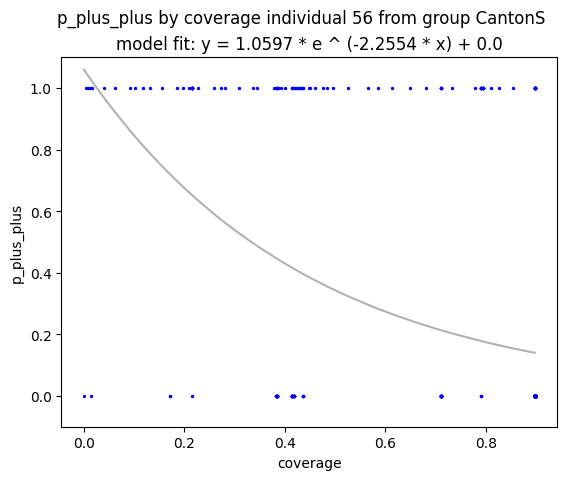 p_plus_plus by coverage individual 56 from group CantonS
model fit: y = 1.0597 * e ^ (-2.2554 * x) + 0.0
1.0
0.8
0.6
0.4
0.2
0.0
p_plus_plus
0.0 0.2 0.4 0.6 0.8
coverage